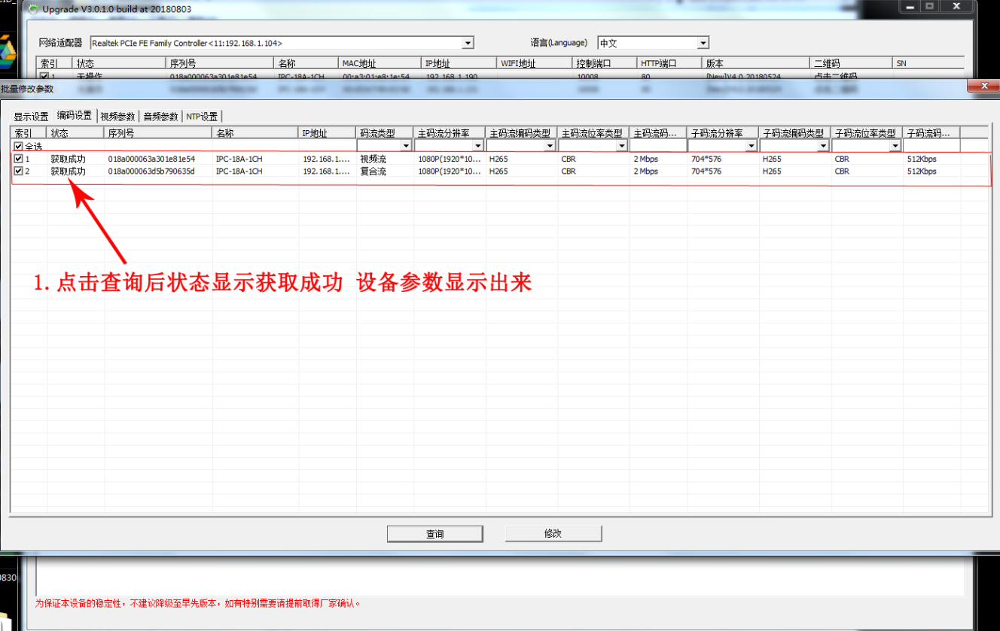 Upgrade V3.0.1.0 build at 20180803
网络适配器 Realtek PCIe FE Family Controller<11:192.168.1.104> 语言(Language) 中文
索引 状态 序列号 名称 MAC地址 IP地址 WIFI地址 控制端口 HTTP端口 版本 二维码 SN
1 无操作 018a000063a301e81e54 IPC-18A-1CH 00:a3:01:e8:1e:54 192.168.1.190 10008 80 [New]V4.0.20180524 点击二维码
批量修改参数
显示设置 编码设置 视频参数 音频参数 NTP设置
索引 状态 序列号 名称 IP地址 码流类型 主码流分辨率 主码流编码类型 主码流位率类型 主码流码... 子码流分辨率 子码流编码类型 子码流位率类型 子码流码...
全选
1 获取成功 018a000063a301e81e54 IPC-18A-1CH 192.168.1.... 视频流 1080P(1920*10... H265 CBR 2 Mbps 704*576 H265 CBR 512Kbps
2 获取成功 018a000063d5b790635d IPC-18A-1CH 192.168.1.... 复合流 1080P(1920*10... H265 CBR 2 Mbps 704*576 H265 CBR 512Kbps
1. 点击查询后状态显示获取成功 设备参数显示出来
查询 修改
0830
为保证本设备的稳定性，不建议降级至早先版本，如有特别需要请提前取得厂家确认。